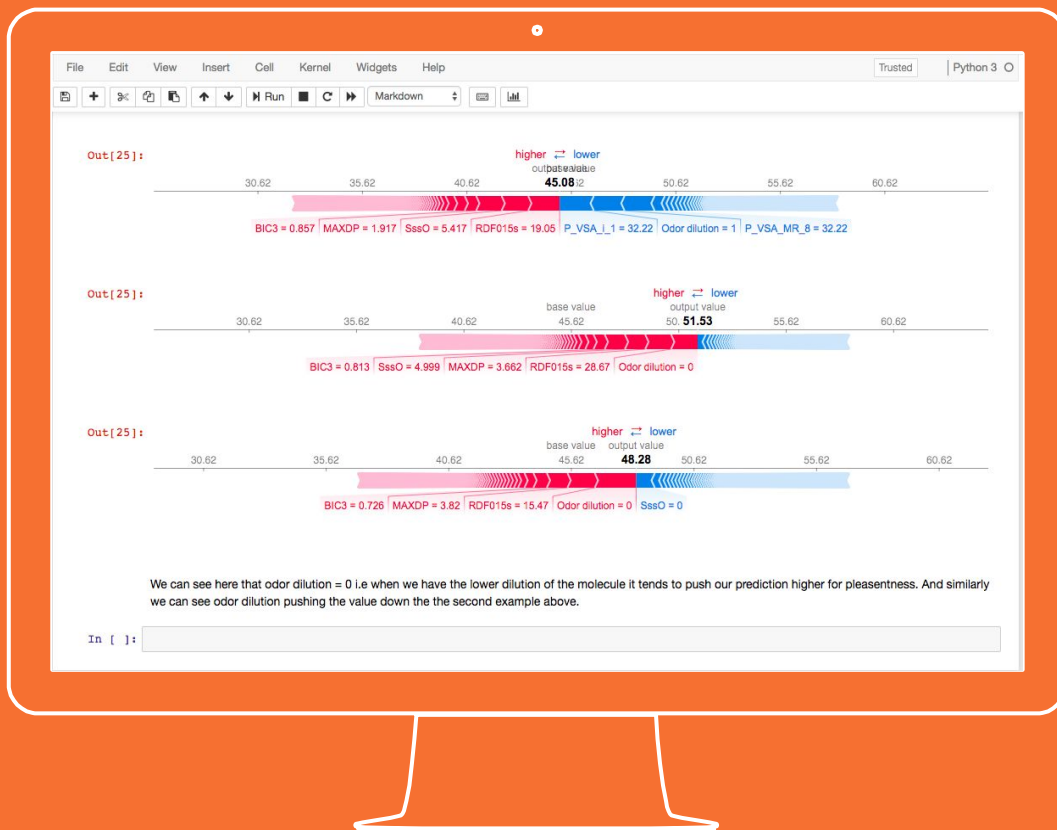 File Edit View Insert Cell Kernel Widgets Help Trusted Python 3
Run Markdown
Out[25]:
higher lower
output value base value
30.62 35.62 40.62 45.08 50.62 55.62 60.62
BIC3 = 0.857 MAXDP = 1.917 SssO = 5.417 RDF015s = 19.05 P_VSA_i_1 = 32.22 Odor dilution = 1 P_VSA_MR_8 = 32.22
Out[25]:
higher lower
base value output value
30.62 35.62 40.62 45.62 50. 51.53 55.62 60.62
BIC3 = 0.813 SssO = 4.999 MAXDP = 3.662 RDF015s = 28.67 Odor dilution = 0
Out[25]:
higher lower
base value output value
30.62 35.62 40.62 45.62 48.28 50.62 55.62 60.62
BIC3 = 0.726 MAXDP = 3.82 RDF015s = 15.47 Odor dilution = 0 SssO = 0
We can see here that odor dilution = 0 i.e when we have the lower dilution of the molecule it tends to push our prediction higher for pleasentness. And similarly
we can see odor dilution pushing the value down the the second example above.
In [ ]: